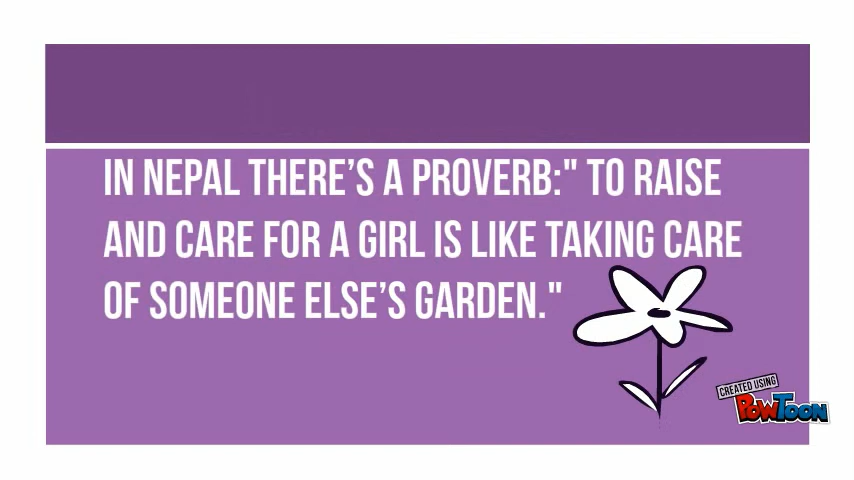 IN NEPAL THERE’S A PROVERB:" TO RAISE
AND CARE FOR A GIRL IS LIKE TAKING CARE
OF SOMEONE ELSE’S GARDEN."
CREATED USING
POWTOON